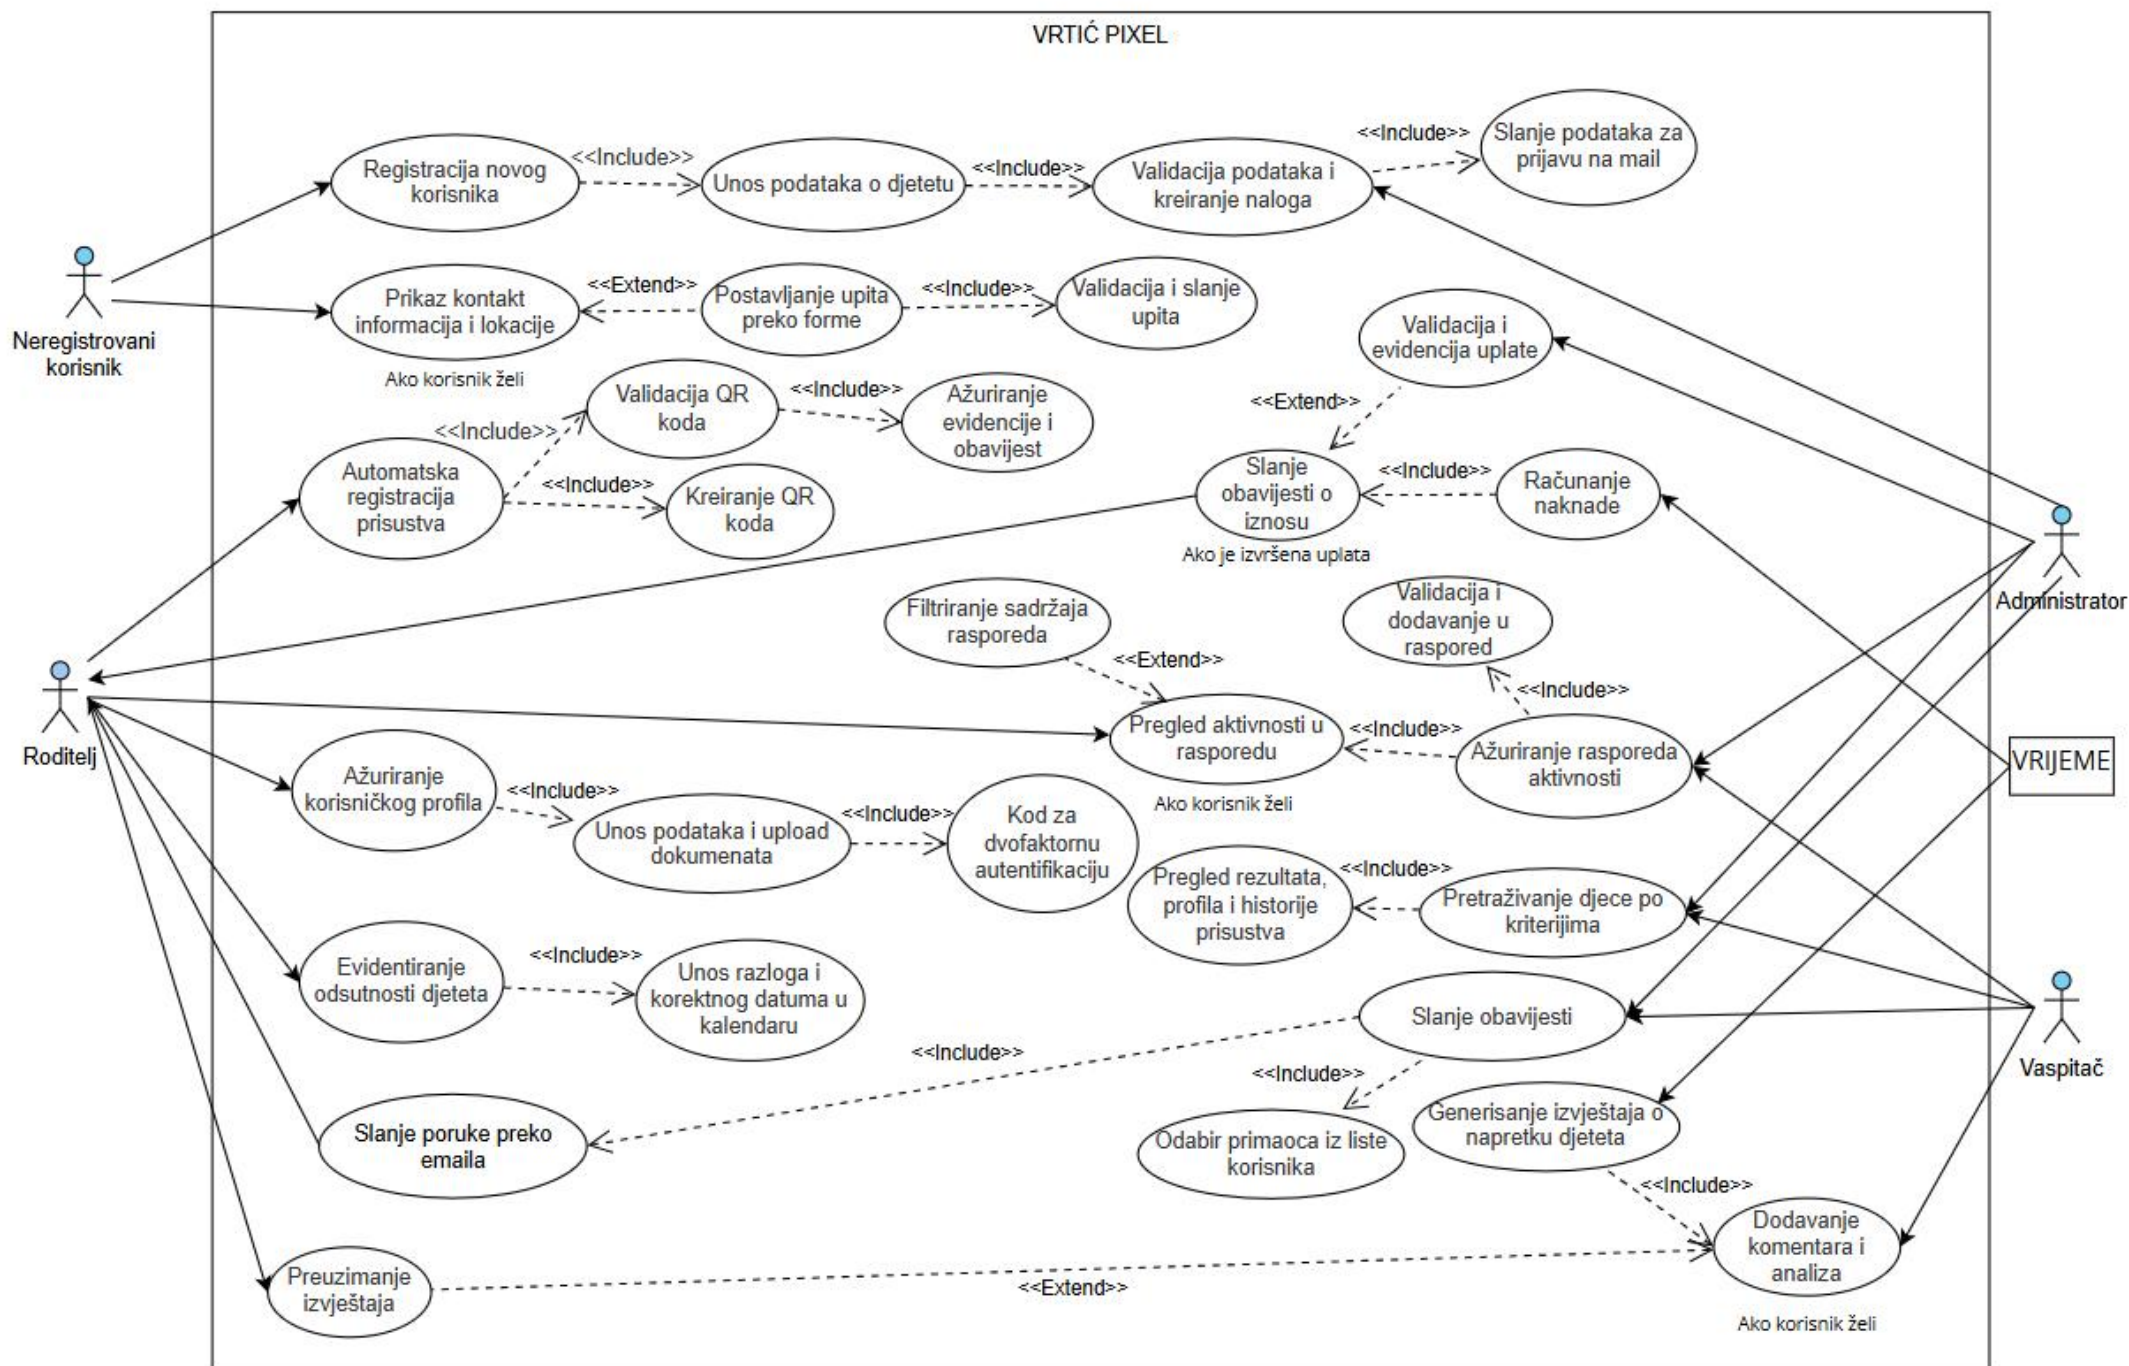 VRTIĆ PIXEL
Registracija novog
korisnika
<<Include>>
Unos podataka o djetetu
<<Include>>
Validacija podataka i
kreiranje naloga
<<Include>>
Slanje podataka za
prijavu na mail
Neregistrovani
korisnik
Prikaz kontakt
informacija i lokacije
Ako korisnik želi
<<Extend>>
Postavljanje upita
preko forme
<<Include>>
Validacija i slanje
upita
Validacija i
evidencija uplate
<<Extend>>
Validacija QR
koda
<<Include>>
Ažuriranje
evidencije i
obavijest
<<Include>>
Automatska
registracija
prisustva
<<Include>>
Kreiranje QR
koda
Slanje
obavijesti o
iznosu
Ako je izvršena uplata
<<Include>>
Računanje
naknade
Administrator
Filtriranje sadržaja
rasporeda
<<Extend>>
Validacija i
dodavanje u
raspored
<<Include>>
Roditelj
Pregled aktivnosti u
rasporedu
Ako korisnik želi
<<Include>>
Ažuriranje rasporeda
aktivnosti
VRIJEME
Ažuriranje
korisničkog profila
<<Include>>
Unos podataka i upload
dokumenata
<<Include>>
Kod za
dvofaktornu
autentifikaciju
Pregled rezultata,
profila i historije
prisustva
<<Include>>
Pretraživanje djece po
kriterijima
Evidentiranje
odsutnosti djeteta
<<Include>>
Unos razloga i
korektnog datuma u
kalendaru
Slanje obavijesti
<<Include>>
<<Include>>
Vaspitač
Slanje poruke preko
emaila
Odabir primaoca iz liste
korisnika
Generisanje izvještaja o
napretku djeteta
<<Include>>
Dodavanje
komentara i
analiza
Ako korisnik želi
Preuzimanje
izvještaja
<<Extend>>